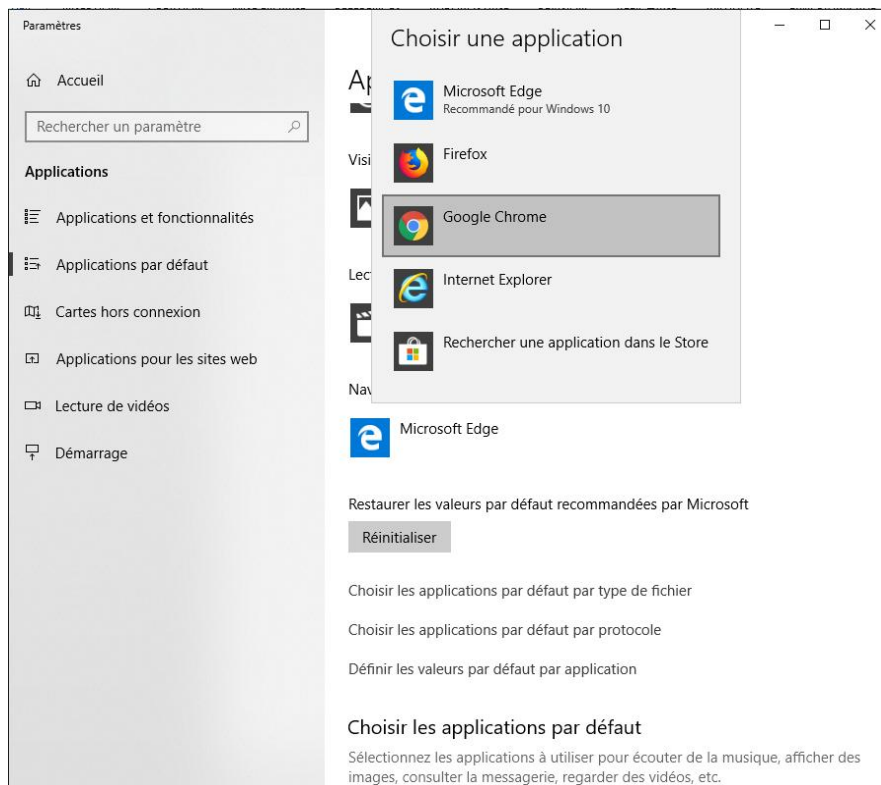 Paramètres
Accueil
Rechercher un paramètre
Applications
Applications et fonctionnalités
Applications par défaut
Cartes hors connexion
Applications pour les sites web
Lecture de vidéos
Démarrage
Choisir une application
Microsoft Edge
Recommandé pour Windows 10
Firefox
Google Chrome
Internet Explorer
Rechercher une application dans le Store
Ap
Visi
Lec
Nav
Microsoft Edge
Restaurer les valeurs par défaut recommandées par Microsoft
Réinitialiser
Choisir les applications par défaut par type de fichier
Choisir les applications par défaut par protocole
Définir les valeurs par défaut par application
Choisir les applications par défaut
Sélectionnez les applications à utiliser pour écouter de la musique, afficher des
images, consulter la messagerie, regarder des vidéos, etc.